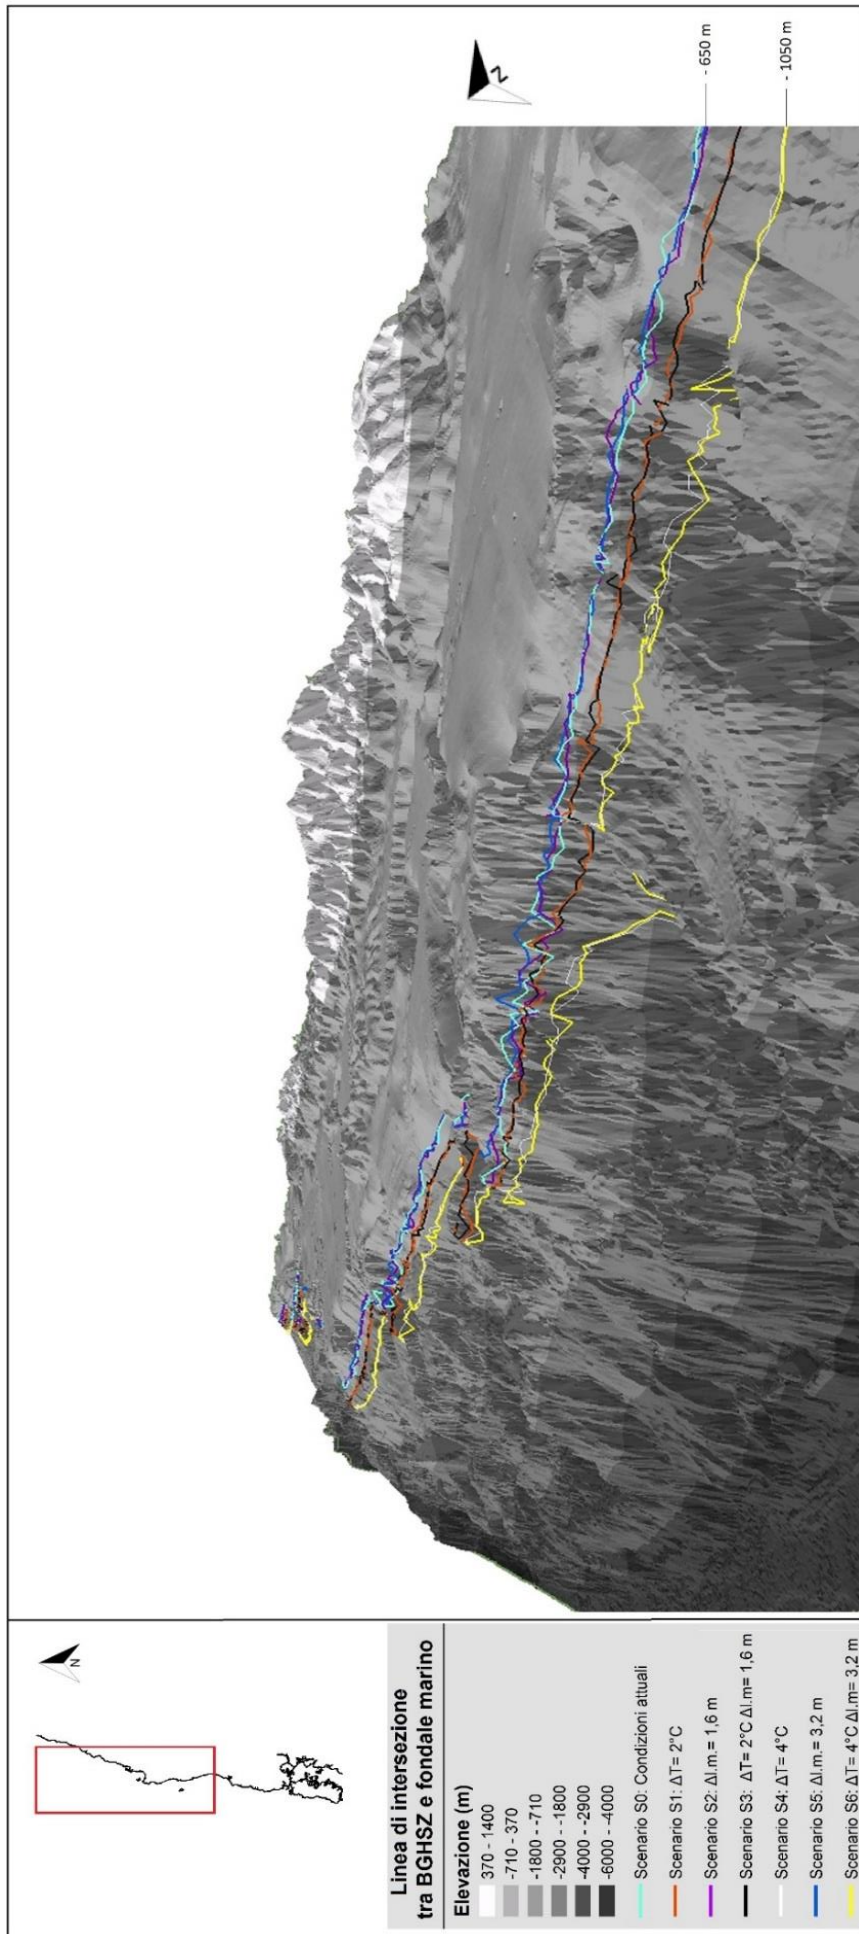 - 650 m
- 1050 m
N
N
Linea di intersezione
tra BGHSZ e fondale marino
Elevazione (m)
370 - 1400
-710 - 370
-1800 - -710
-2900 - -1800
-4000 - -2900
-6000 - -4000
Scenario S0: Condizioni attuali
Scenario S1: ΔT= 2°C
Scenario S2: Δl.m.= 1,6 m
Scenario S3: ΔT= 2°C Δl.m= 1,6 m
Scenario S4: ΔT= 4°C
Scenario S5: Δl.m.= 3,2 m
Scenario S6: ΔT= 4°C Δl.m= 3,2 m